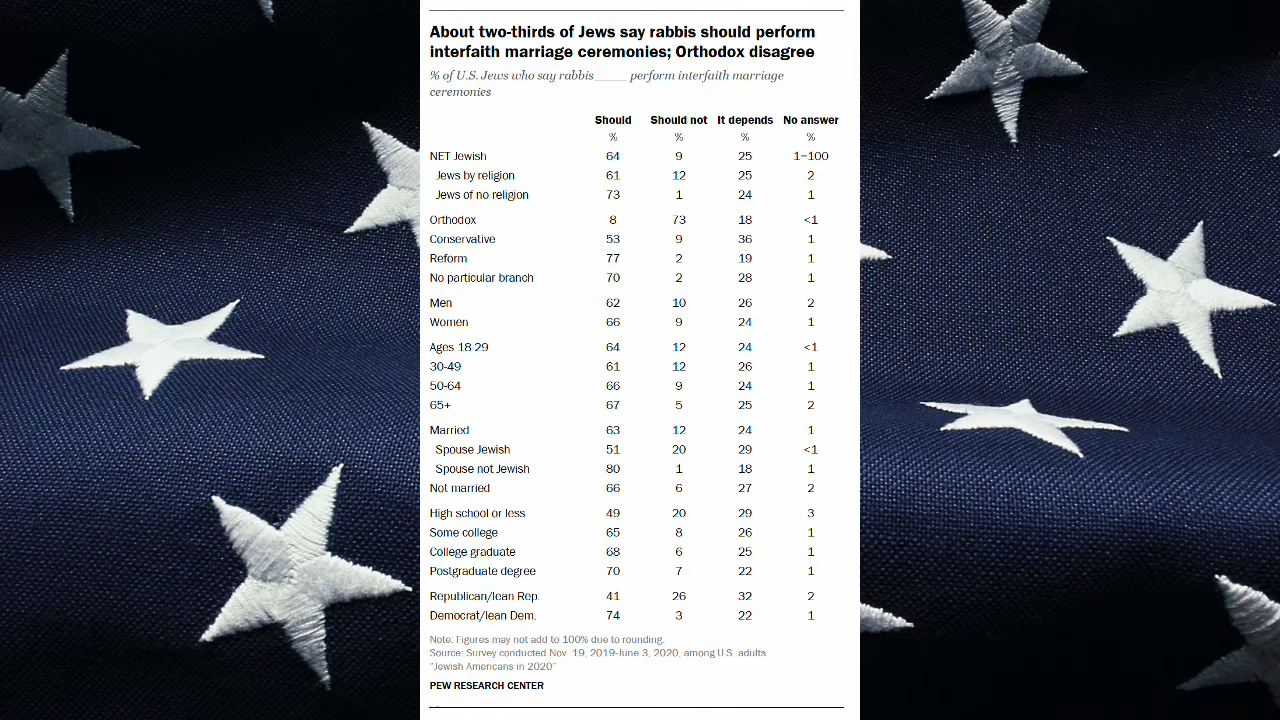 About two-thirds of Jews say rabbis should perform
interfaith marriage ceremonies; Orthodox disagree
% of U.S. Jews who say rabbis _____ perform interfaith marriage
ceremonies
Should Should not It depends No answer
% % % %
NET Jewish 64 9 25 1=100
Jews by religion 61 12 25 2
Jews of no religion 73 1 24 1
Orthodox 8 73 18 <1
Conservative 53 9 36 1
Reform 77 2 19 1
No particular branch 70 2 28 1
Men 62 10 26 2
Women 66 9 24 1
Ages 18-29 64 12 24 <1
30-49 61 12 26 1
50-64 66 9 24 1
65+ 67 5 25 2
Married 63 12 24 1
Spouse Jewish 51 20 29 <1
Spouse not Jewish 80 1 18 1
Not married 66 6 27 2
High school or less 49 20 29 3
Some college 65 8 26 1
College graduate 68 6 25 1
Postgraduate degree 70 7 22 1
Republican/lean Rep. 41 26 32 2
Democrat/lean Dem. 74 3 22 1
Note: Figures may not add to 100% due to rounding.
Source: Survey conducted Nov. 19, 2019-June 3, 2020, among U.S. adults.
"Jewish Americans in 2020"
PEW RESEARCH CENTER